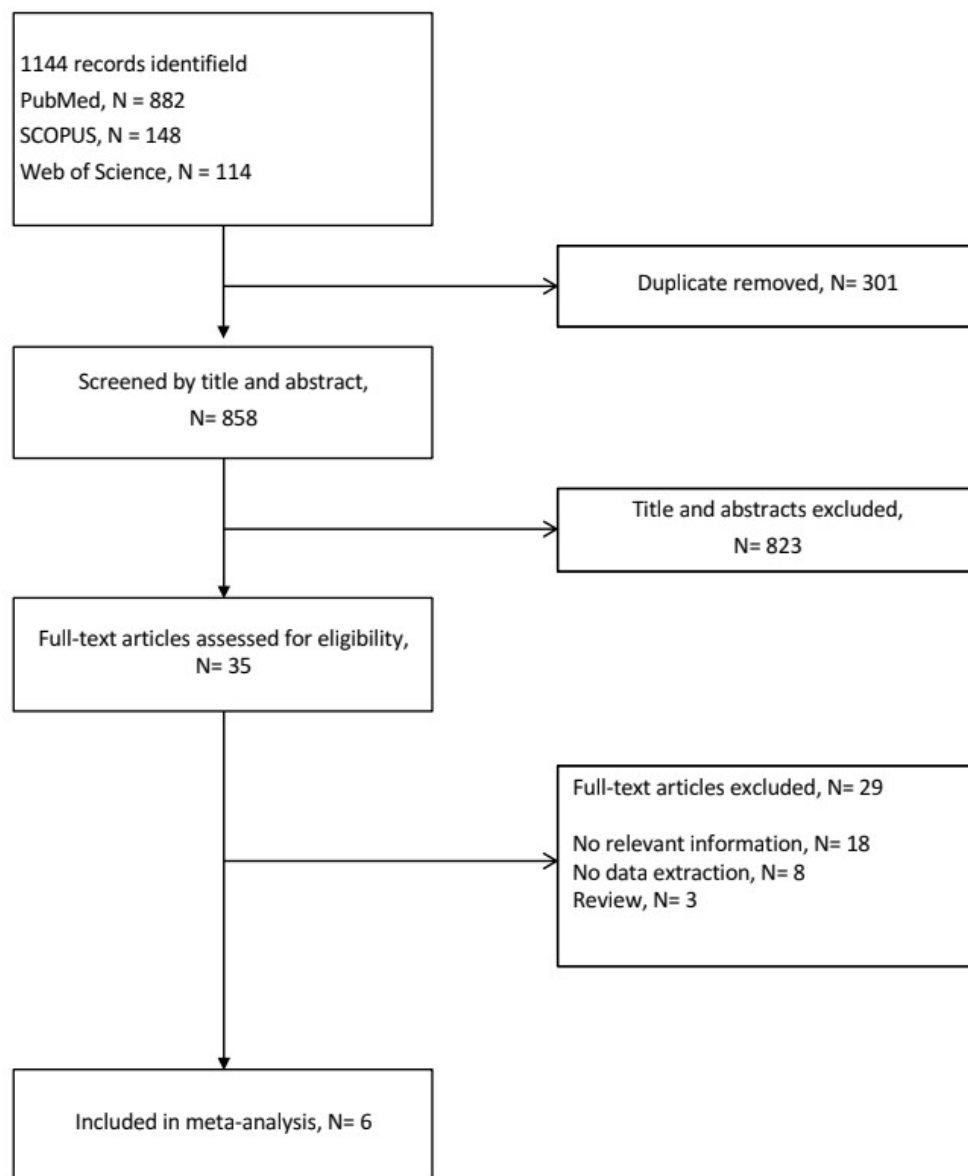 1144 records identifield
PubMed, N = 882
SCOPUS, N = 148
Web of Science, N = 114
Duplicate removed, N= 301
Screened by title and abstract,
N= 858
Title and abstracts excluded,
N= 823
Full-text articles assessed for eligibility,
N= 35
Full-text articles excluded, N= 29
No relevant information, N= 18
No data extraction, N= 8
Review, N= 3
Included in meta-analysis, N= 6